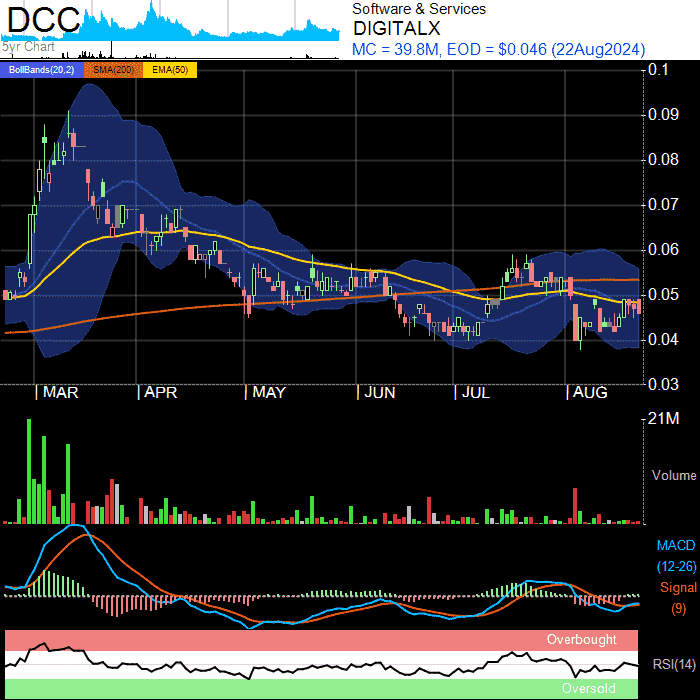 DCC
5yr Chart
Software & Services
DIGITALX
MC = 39.8M, EOD = $0.046 (22Aug2024)
BollBands(20,2) SMA(200) EMA(50)
0.1
0.09
0.08
0.07
0.06
0.05
0.04
0.03
MAR APR MAY JUN JUL AUG
21M
Volume
MACD
(12-26)
Signal
(9)
Overbought
RSI(14)
Oversold